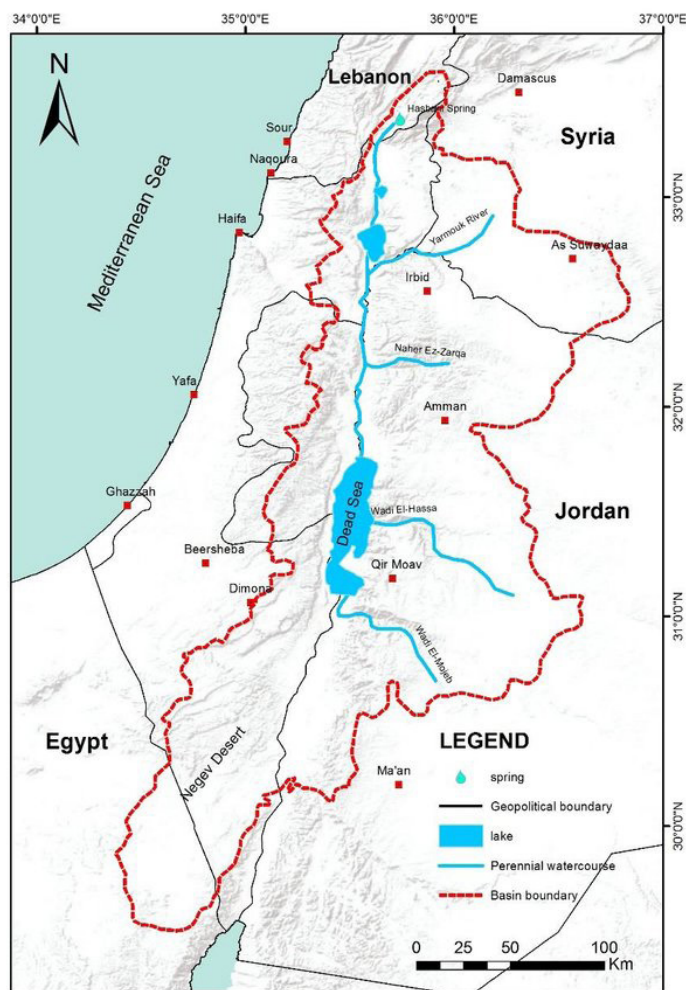 34°0'0"E
35°0'0"E
36°0'0"E
37°0'0"E
N
Lebanon
Damascus
Hasbani Spring
Sour
Syria
Naqoura
33°0'0"N
Mediterranean Sea
Haifa
Yarmouk River
As Suwaydaa
Irbid
Naher Ez-Zarqa
Yafa
Amman
32°0'0"N
Ghazzah
Dead Sea
Wadi El-Hassa
Jordan
Beersheba
Qir Moav
Dimona
31°0'0"N
Wadi El-Mojeb
Egypt
Negev Desert
LEGEND
Ma'an
spring
Geopolitical boundary
30°0'0"N
lake
Perennial watercourse
Basin boundary
0 25 50 100
Km